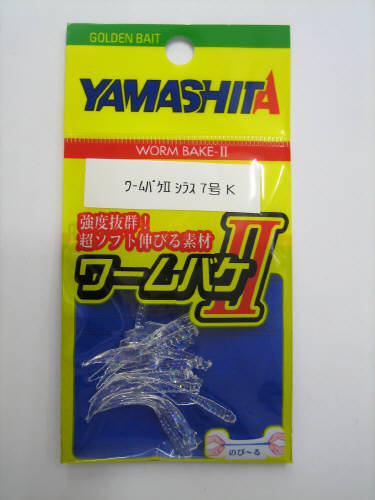 GOLDEN BAIT
YAMASHITA
WORM BAKE-II
ワームバケII シラス 7号 K
強度抜群!
超ソフト伸びる素材
ワームバケII
のび〜る